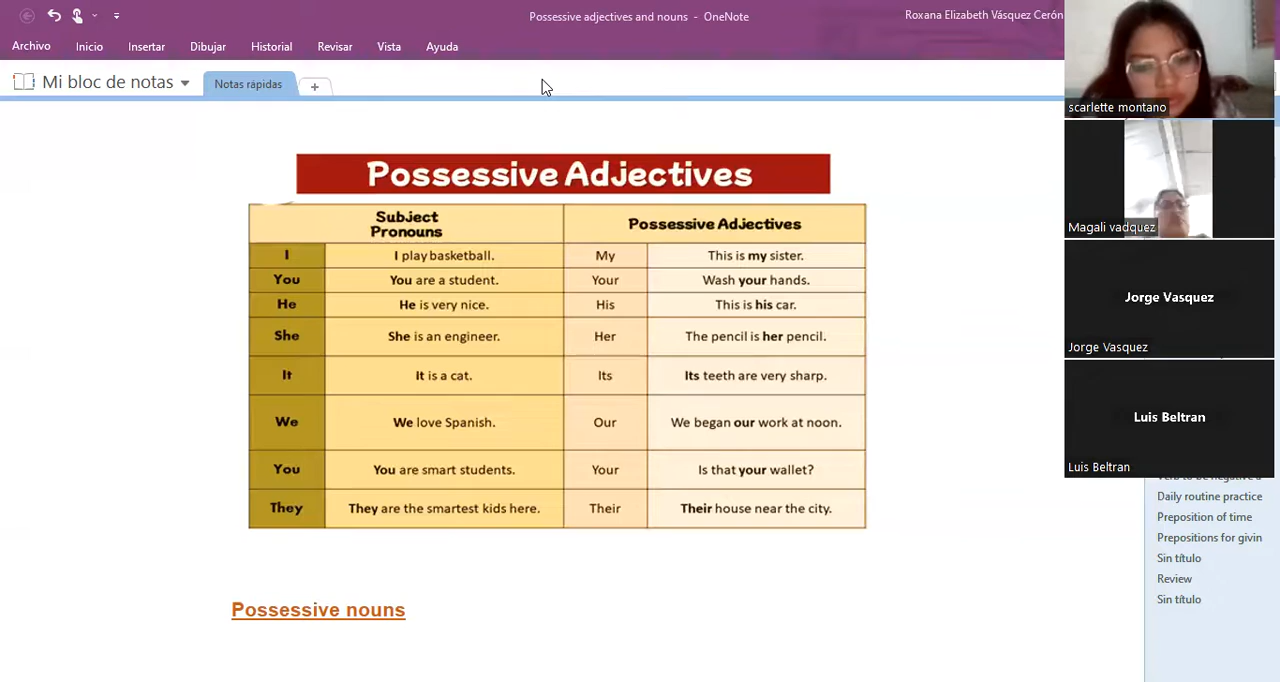 Possessive adjectives and nouns - OneNote
Roxana Elizabeth Vásquez Cerón
Archivo Inicio Insertar Dibujar Historial Revisar Vista Ayuda
Mi bloc de notas Notas rápidas +
scarlette montano
Magali vadquez
Jorge Vasquez
Jorge Vasquez
Luis Beltran
Luis Beltran
Possessive Adjectives
Subject Pronouns Possessive Adjectives
I I play basketball. My This is my sister.
You You are a student. Your Wash your hands.
He He is very nice. His This is his car.
She She is an engineer. Her The pencil is her pencil.
It It is a cat. Its Its teeth are very sharp.
We We love Spanish. Our We began our work at noon.
You You are smart students. Your Is that your wallet?
They They are the smartest kids here. Their Their house near the city.
Possessive nouns
Daily routine practice
Preposition of time
Prepositions for givin
Sin título
Review
Sin título